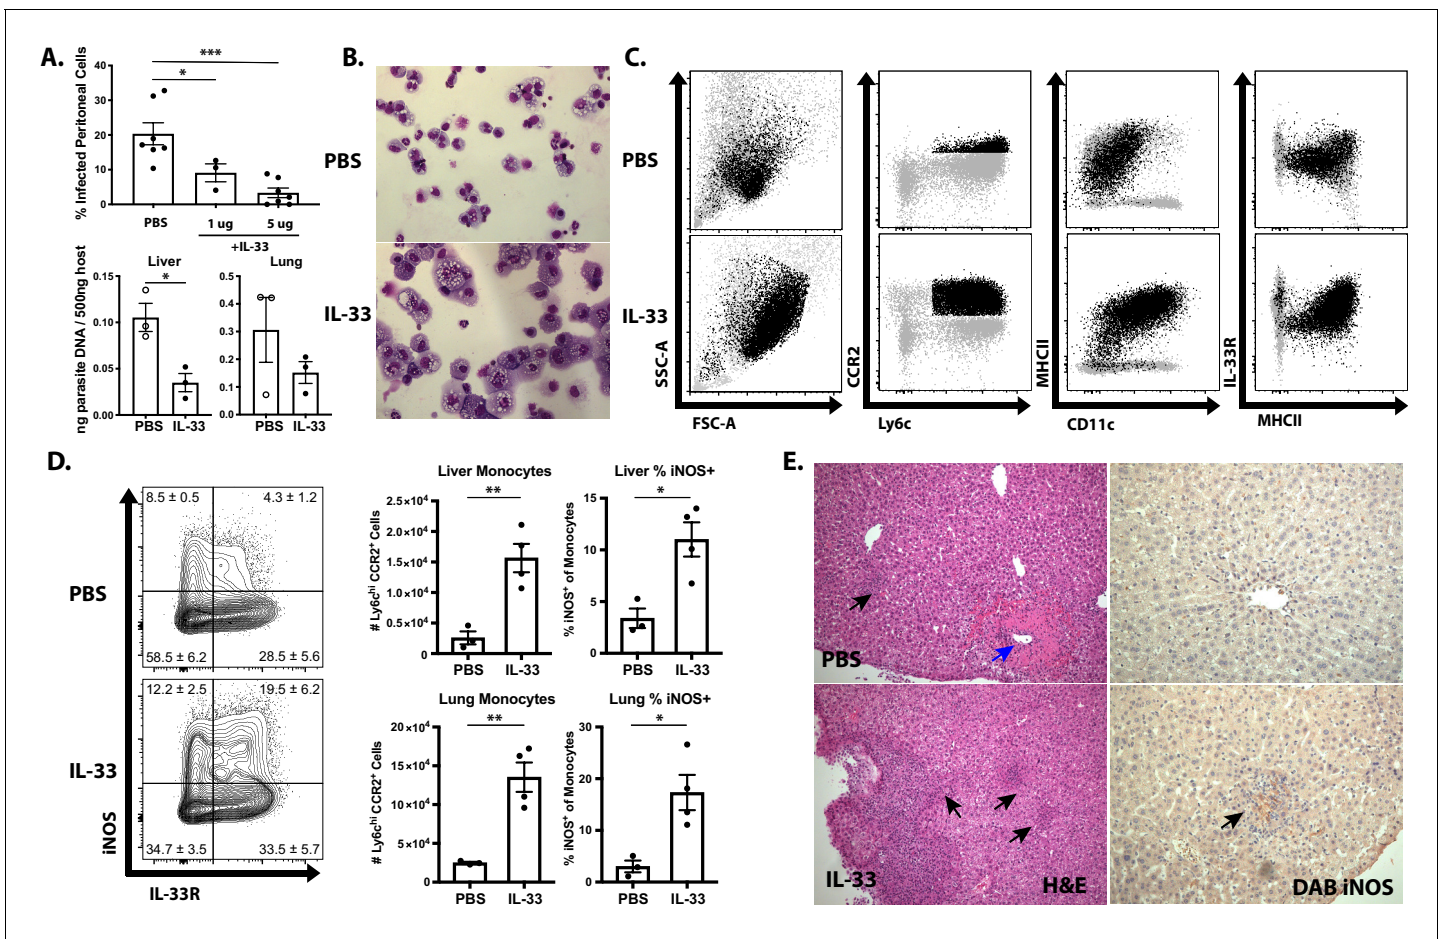 A.
% Infected Peritoneal Cells
***
*
40
30
20
10
0
PBS
1 ug
5 ug
+IL-33
ng parasite DNA / 500ng host
Liver
*
0.15
0.10
0.05
0.00
PBS IL-33
Lung
0.5
0.4
0.3
0.2
0.1
0.0
PBS IL-33
B.
PBS
IL-33
C.
PBS
IL-33
SSC-A
FSC-A
CCR2
Ly6c
MHCII
CD11c
IL-33R
MHCII
D.
PBS
8.5 ± 0.5
4.3 ± 1.2
58.5 ± 6.2
28.5 ± 5.6
IL-33
12.2 ± 2.5
19.5 ± 6.2
34.7 ± 3.5
33.5 ± 5.7
iNOS
IL-33R
Liver Monocytes
**
# Ly6cʰⁱ CCR2⁺ Cells
2.5×10⁴
2.0×10⁴
1.5×10⁴
1.0×10⁴
0.5×10⁴
0
PBS IL-33
Liver % iNOS+
*
% iNOS⁺ of Monocytes
15
10
5
0
PBS IL-33
Lung Monocytes
**
# Ly6cʰⁱ CCR2⁺ Cells
20×10⁴
15×10⁴
10×10⁴
5×10⁴
0
PBS IL-33
Lung % iNOS+
*
% iNOS⁺ of Monocytes
30
20
10
0
PBS IL-33
E.
PBS
IL-33
H&E
DAB iNOS